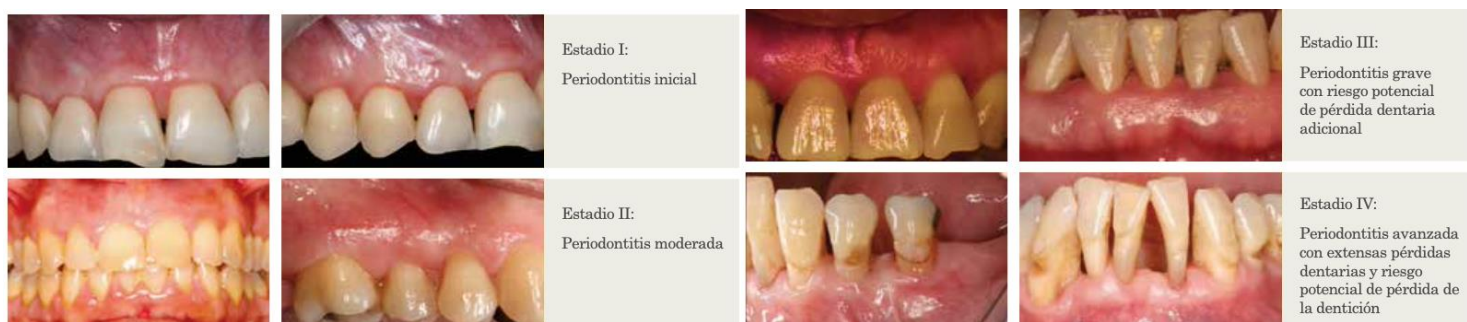 Estadio I:
Periodontitis inicial
Estadio II:
Periodontitis moderada
Estadio III:
Periodontitis grave
con riesgo potencial
de pérdida dentaria
adicional
Estadio IV:
Periodontitis avanzada
con extensas pérdidas
dentarias y riesgo
potencial de pérdida de
la dentición